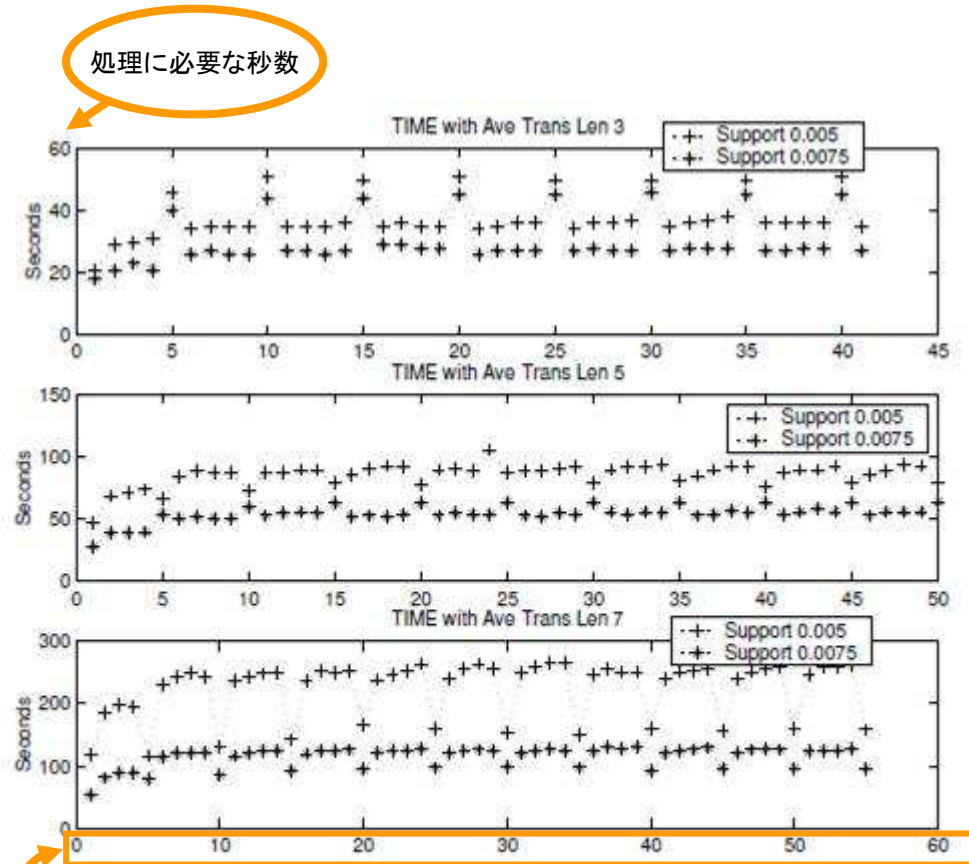 処理に必要な秒数
TIME with Ave Trans Len 3
Support 0.005
Support 0.0075
60
40
20
0
Seconds
0 5 10 15 20 25 30 35 40 45
TIME with Ave Trans Len 5
Support 0.005
Support 0.0075
150
100
50
0
Seconds
0 5 10 15 20 25 30 35 40 45 50
TIME with Ave Trans Len 7
Support 0.005
Support 0.0075
300
200
100
0
Seconds
0 10 20 30 40 50 60